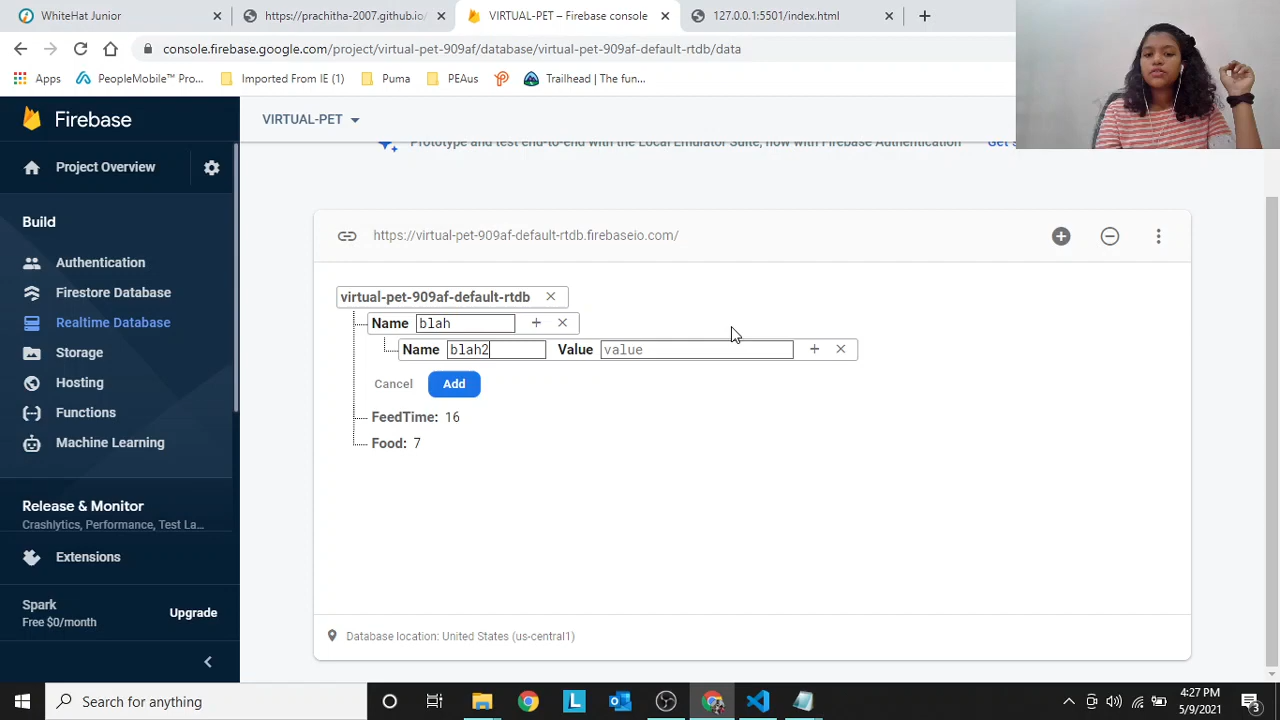 WhiteHat Junior
https://prachitha-2007.github.io/
VIRTUAL-PET – Firebase console
127.0.0.1:5501/index.html
console.firebase.google.com/project/virtual-pet-909af/database/virtual-pet-909af-default-rtdb/data
Apps
PeopleMobile™ Pro...
Imported From IE (1)
Puma
PEAus
Trailhead | The fun...
Firebase
VIRTUAL-PET
Prototype and test end-to-end with the Local Emulator Suite, now with Firebase Authentication
Project Overview
Build
Authentication
Firestore Database
Realtime Database
Storage
Hosting
Functions
Machine Learning
Release & Monitor
Crashlytics, Performance, Test La...
Extensions
Spark
Free $0/month
Upgrade
https://virtual-pet-909af-default-rtdb.firebaseio.com/
virtual-pet-909af-default-rtdb
Name blah
Name blah2 Value value
Cancel Add
FeedTime: 16
Food: 7
Database location: United States (us-central1)
Search for anything
4:27 PM
5/9/2021
3